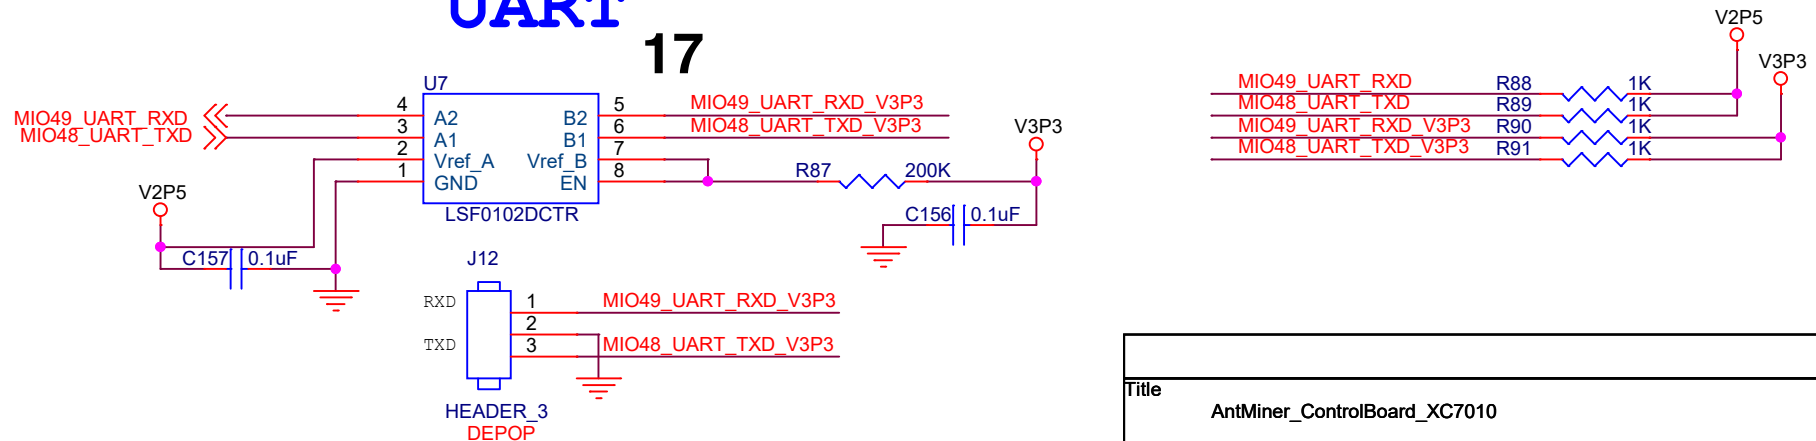 UART
17
U7
MIO49_UART_RXD
MIO48_UART_TXD
4
3
2
1
A2
A1
Vref_A
GND
B2
B1
Vref_B
EN
5
6
7
8
LSF0102DCTR
MIO49_UART_RXD_V3P3
MIO48_UART_TXD_V3P3
V3P3
R87 200K
C156 0.1uF
V2P5
C157 0.1uF
J12
RXD
TXD
1
2
3
MIO49_UART_RXD_V3P3
MIO48_UART_TXD_V3P3
HEADER_3
DEPOP
V2P5
V3P3
MIO49_UART_RXD R88 1K
MIO48_UART_TXD R89 1K
MIO49_UART_RXD_V3P3 R90 1K
MIO48_UART_TXD_V3P3 R91 1K
Title
AntMiner_ControlBoard_XC7010